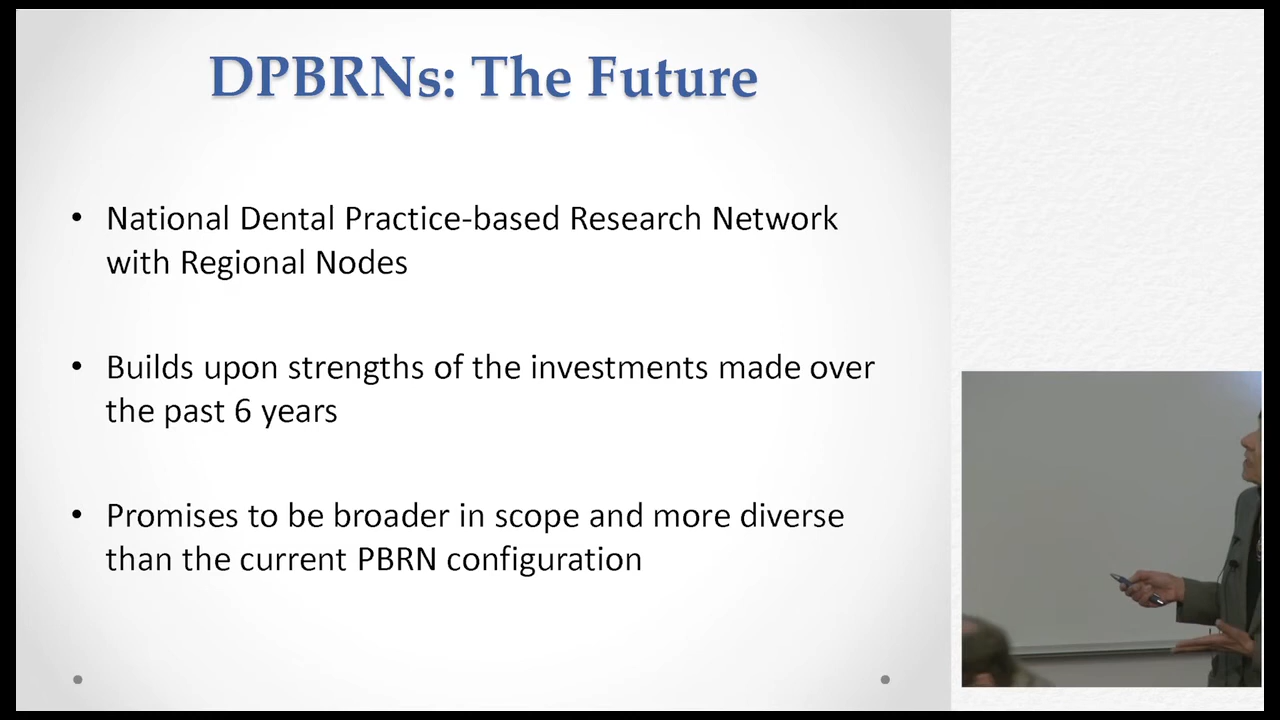 DPBRNs: The Future
• National Dental Practice-based Research Network
with Regional Nodes
• Builds upon strengths of the investments made over
the past 6 years
• Promises to be broader in scope and more diverse
than the current PBRN configuration